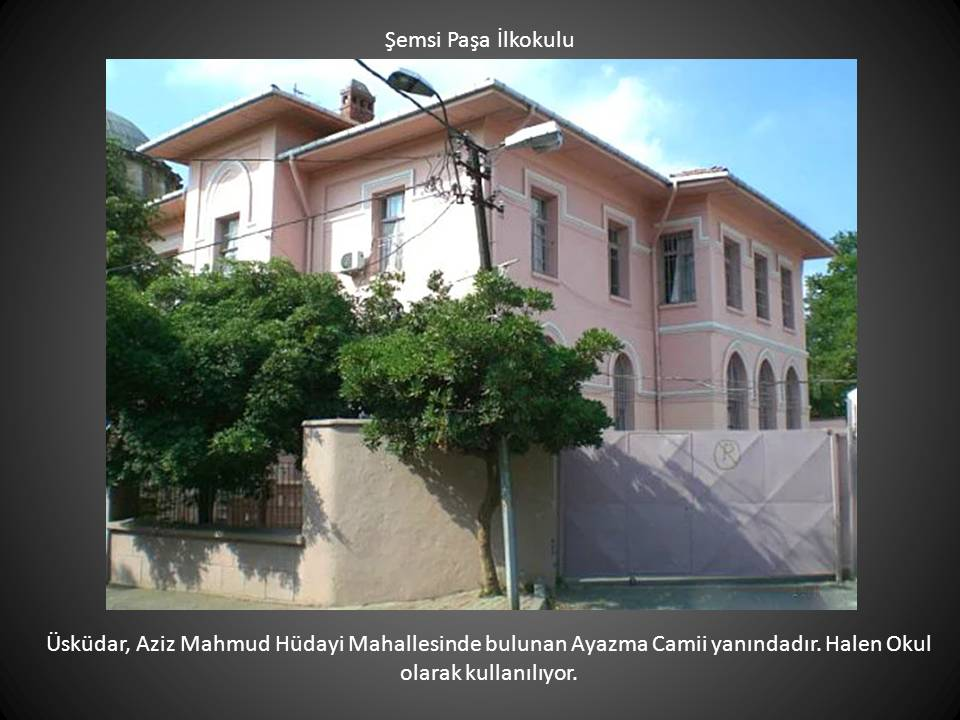 Şemsi Paşa İlkokulu
R
Üsküdar, Aziz Mahmud Hüdayi Mahallesinde bulunan Ayazma Camii yanındadır. Halen Okul
olarak kullanılıyor.